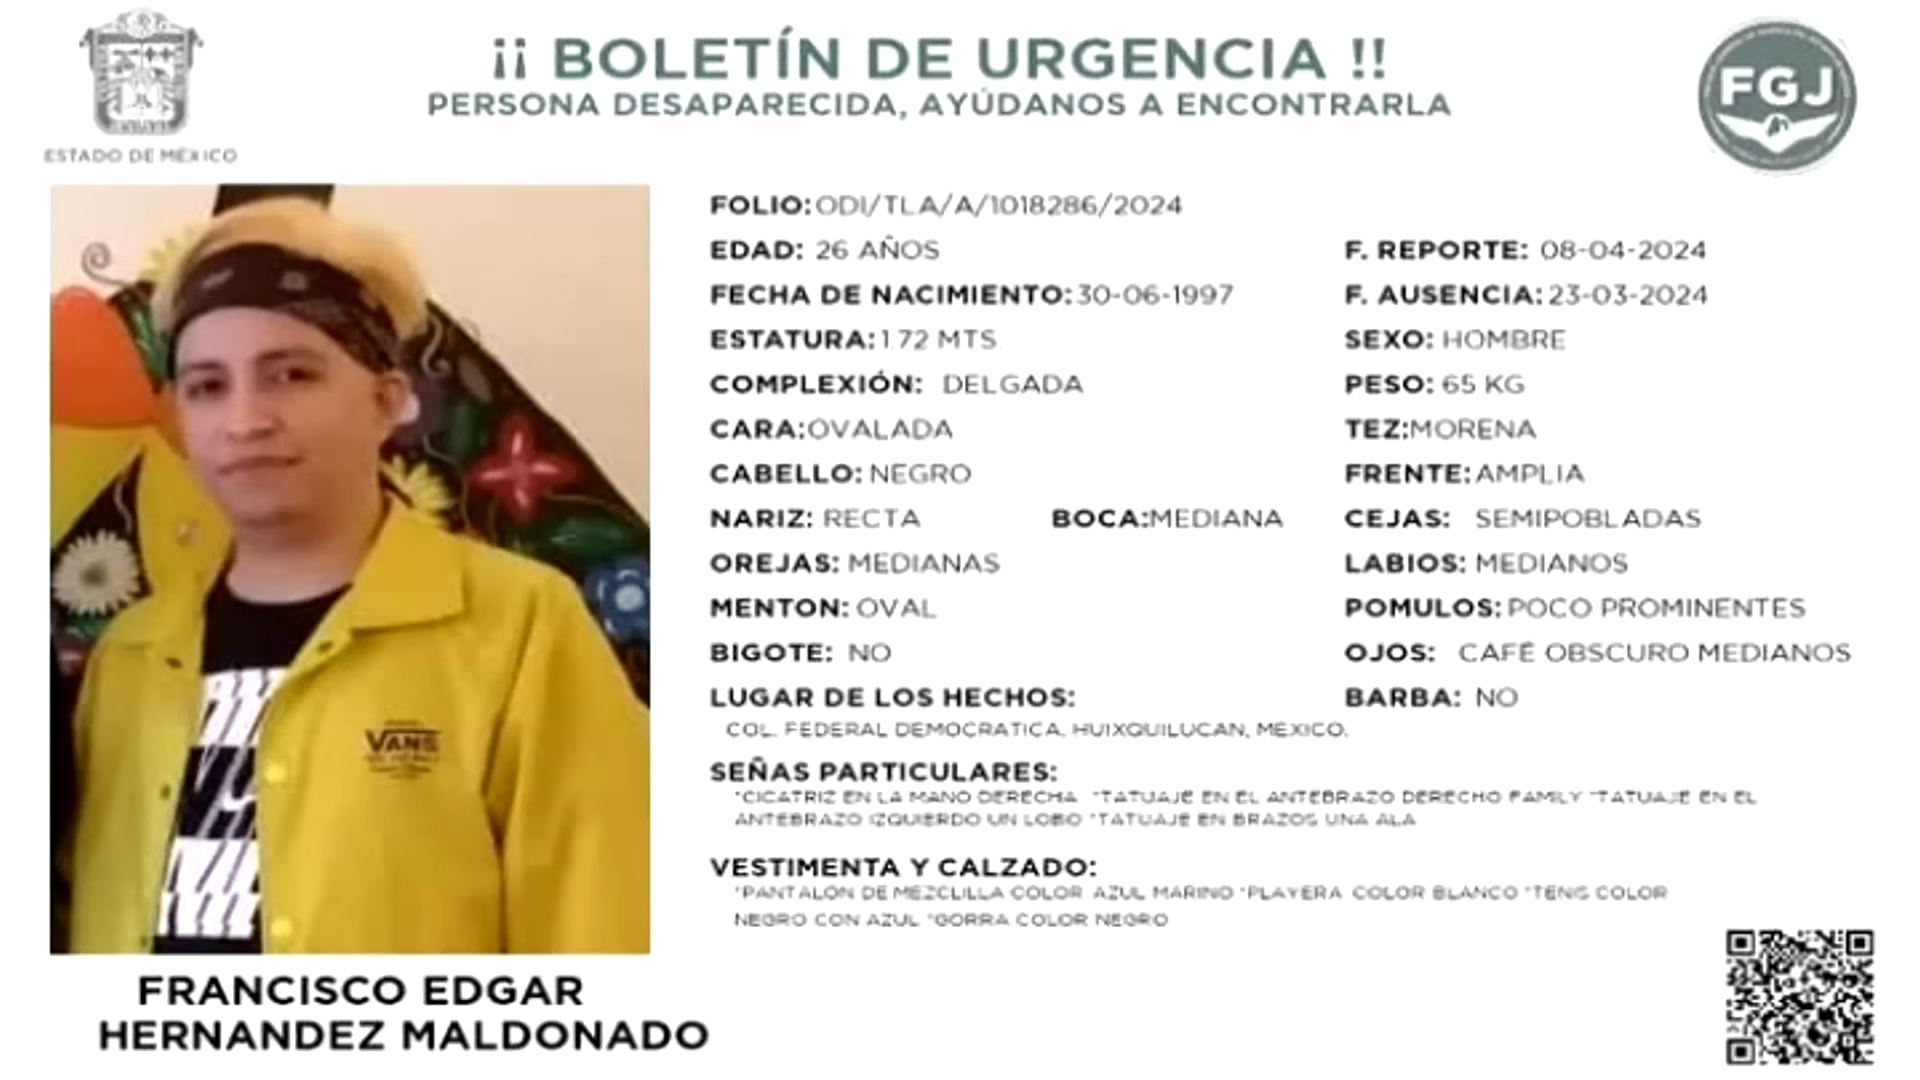 ¡¡ BOLETÍN DE URGENCIA !!
PERSONA DESAPARECIDA, AYÚDANOS A ENCONTRARLA
ESTADO DE MÉXICO
FGJ
FOLIO: ODI/TLA/A/1018286/2024
EDAD: 26 AÑOS
F. REPORTE: 08-04-2024
FECHA DE NACIMIENTO: 30-06-1997
F. AUSENCIA: 23-03-2024
ESTATURA: 1 72 MTS
SEXO: HOMBRE
COMPLEXIÓN: DELGADA
PESO: 65 KG
CARA: OVALADA
TEZ: MORENA
CABELLO: NEGRO
FRENTE: AMPLIA
NARIZ: RECTA
BOCA: MEDIANA
CEJAS: SEMIPOBLADAS
OREJAS: MEDIANAS
LABIOS: MEDIANOS
MENTON: OVAL
POMULOS: POCO PROMINENTES
BIGOTE: NO
OJOS: CAFÉ OBSCURO MEDIANOS
LUGAR DE LOS HECHOS:
BARBA: NO
COL. FEDERAL DEMOCRATICA, HUIXQUILUCAN, MÉXICO.
SEÑAS PARTICULARES:
*CICATRIZ EN LA MANO DERECHA *TATUAJE EN EL ANTEBRAZO DERECHO FAMILY *TATUAJE EN EL
ANTEBRAZO IZQUIERDO UN LOBO *TATUAJE EN BRAZOS UNA ALA
VESTIMENTA Y CALZADO:
*PANTALÓN DE MEZCLILLA COLOR AZUL MARINO *PLAYERA COLOR BLANCO *TENIS COLOR
NEGRO CON AZUL *GORRA COLOR NEGRO
VANS
FRANCISCO EDGAR
HERNANDEZ MALDONADO